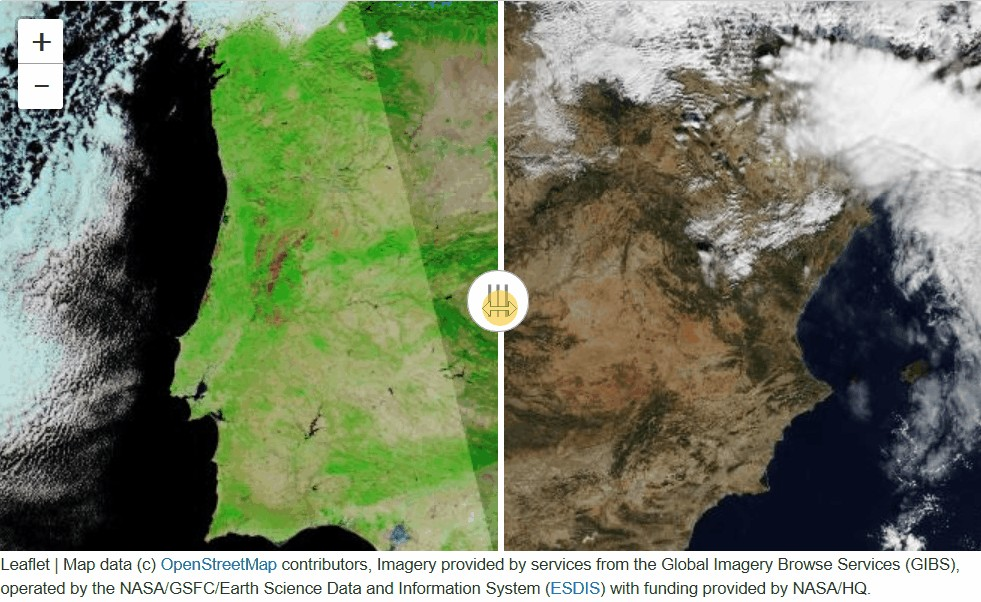 +
−
Leaflet | Map data (c) OpenStreetMap contributors, Imagery provided by services from the Global Imagery Browse Services (GIBS),
operated by the NASA/GSFC/Earth Science Data and Information System (ESDIS) with funding provided by NASA/HQ.